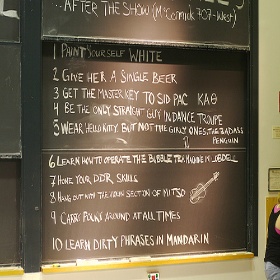 ..AFTER THE SHOW (McCormick 707-West)
1 PAINT YOURSELF WHITE
2 GIVE HER A SINGLE BEER
3 GET THE MASTER KEY TO SID PAC KAΘ
4 BE THE ONLY STRAIGHT GUY IN DANCE TROUPE
5 WEAR HELLO KITTY, BUT NOT THE GIRLY ONES, THE BADASS
PENGUIN
6 LEARN HOW TO OPERATE THE BUBBLE TEA MACHINE IN LOBDELL
7 HONE YOUR DDR SKILLS
8 HANG OUT WITH THE VIOLIN SECTION OF MITSO
9 CARRY POCKY AROUND AT ALL TIMES
10 LEARN DIRTY PHRASES IN MANDARIN